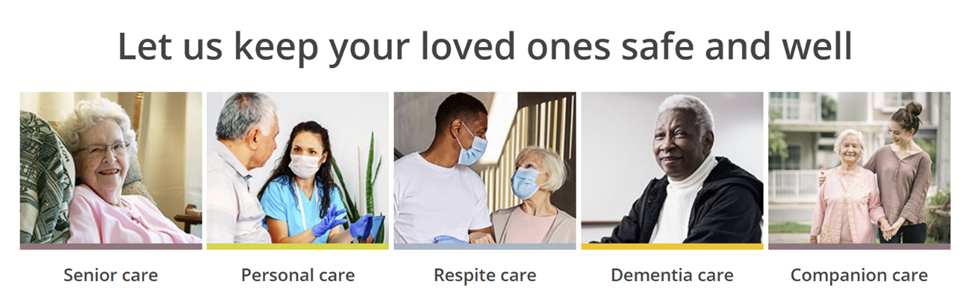 Let us keep your loved ones safe and well
Senior care
Personal care
Respite care
Dementia care
Companion care